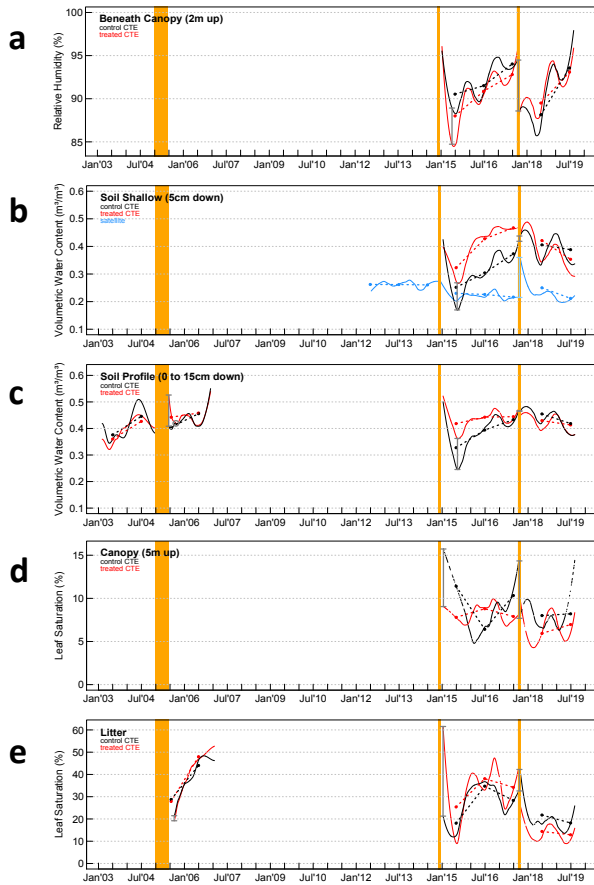 a
Beneath Canopy (2m up)
control CTE
treated CTE
Relative Humidity (%)
100
95
90
85
Jan'03 Jul'04 Jan'06 Jul'07 Jan'09 Jul'10 Jan'12 Jul'13 Jan'15 Jul'16 Jan'18 Jul'19
b
Soil Shallow (5cm down)
control CTE
treated CTE
satellite
Volumetric Water Content (m³/m³)
0.6
0.5
0.4
0.3
0.2
0.1
Jan'03 Jul'04 Jan'06 Jul'07 Jan'09 Jul'10 Jan'12 Jul'13 Jan'15 Jul'16 Jan'18 Jul'19
c
Soil Profile (0 to 15cm down)
control CTE
treated CTE
Volumetric Water Content (m³/m³)
0.6
0.5
0.4
0.3
0.2
0.1
Jan'03 Jul'04 Jan'06 Jul'07 Jan'09 Jul'10 Jan'12 Jul'13 Jan'15 Jul'16 Jan'18 Jul'19
d
Canopy (5m up)
control CTE
treated CTE
Leaf Saturation (%)
15
10
5
0
Jan'03 Jul'04 Jan'06 Jul'07 Jan'09 Jul'10 Jan'12 Jul'13 Jan'15 Jul'16 Jan'18 Jul'19
e
Litter
control CTE
treated CTE
Leaf Saturation (%)
60
50
40
30
20
10
0
Jan'03 Jul'04 Jan'06 Jul'07 Jan'09 Jul'10 Jan'12 Jul'13 Jan'15 Jul'16 Jan'18 Jul'19